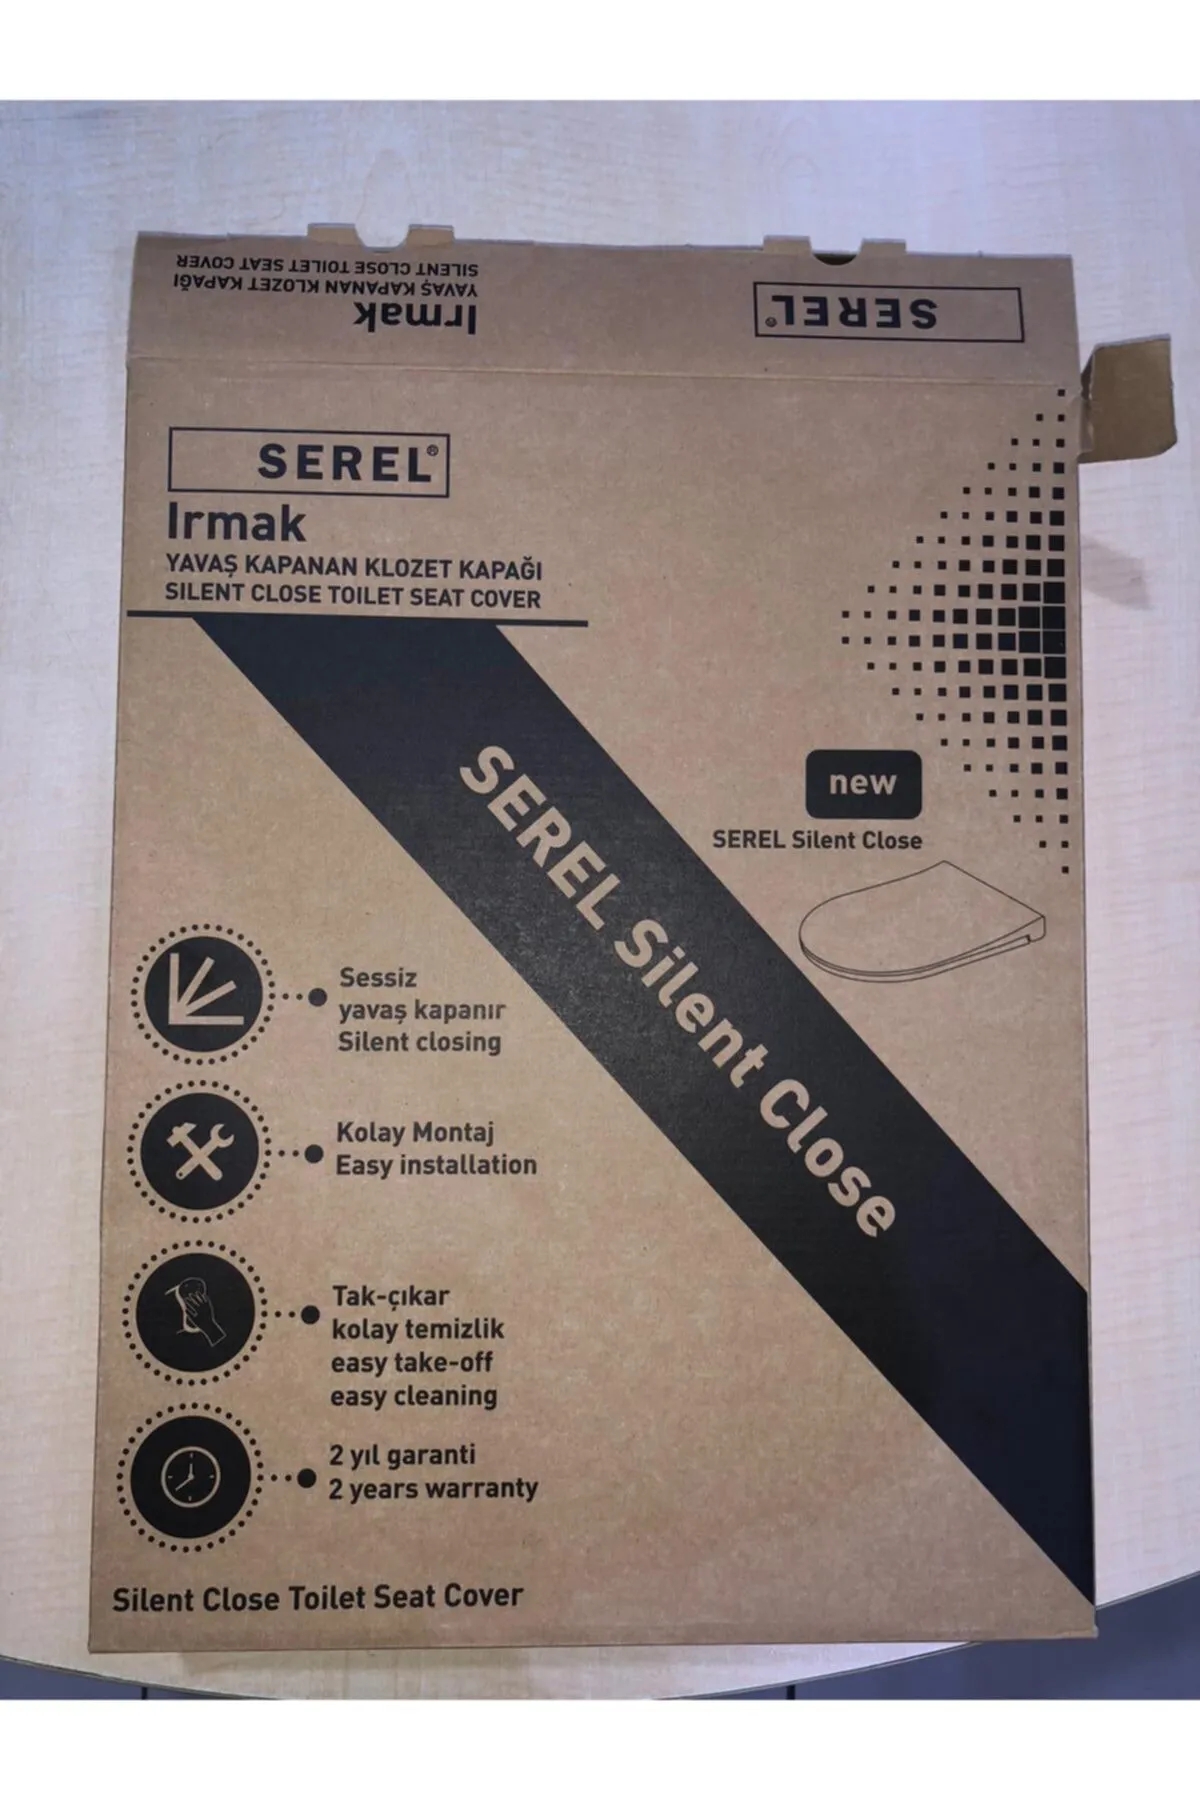 SILENT CLOSE TOILET SEAT COVER
YAVAŞ KAPANAN KLOZET KAPAĞI
Irmak
SEREL®
SEREL®
Irmak
YAVAŞ KAPANAN KLOZET KAPAĞI
SILENT CLOSE TOILET SEAT COVER
SEREL Silent Close
new
SEREL Silent Close
Sessiz
yavaş kapanır
Silent closing
Kolay Montaj
Easy installation
Tak-çıkar
kolay temizlik
easy take-off
easy cleaning
2 yıl garanti
2 years warranty
Silent Close Toilet Seat Cover